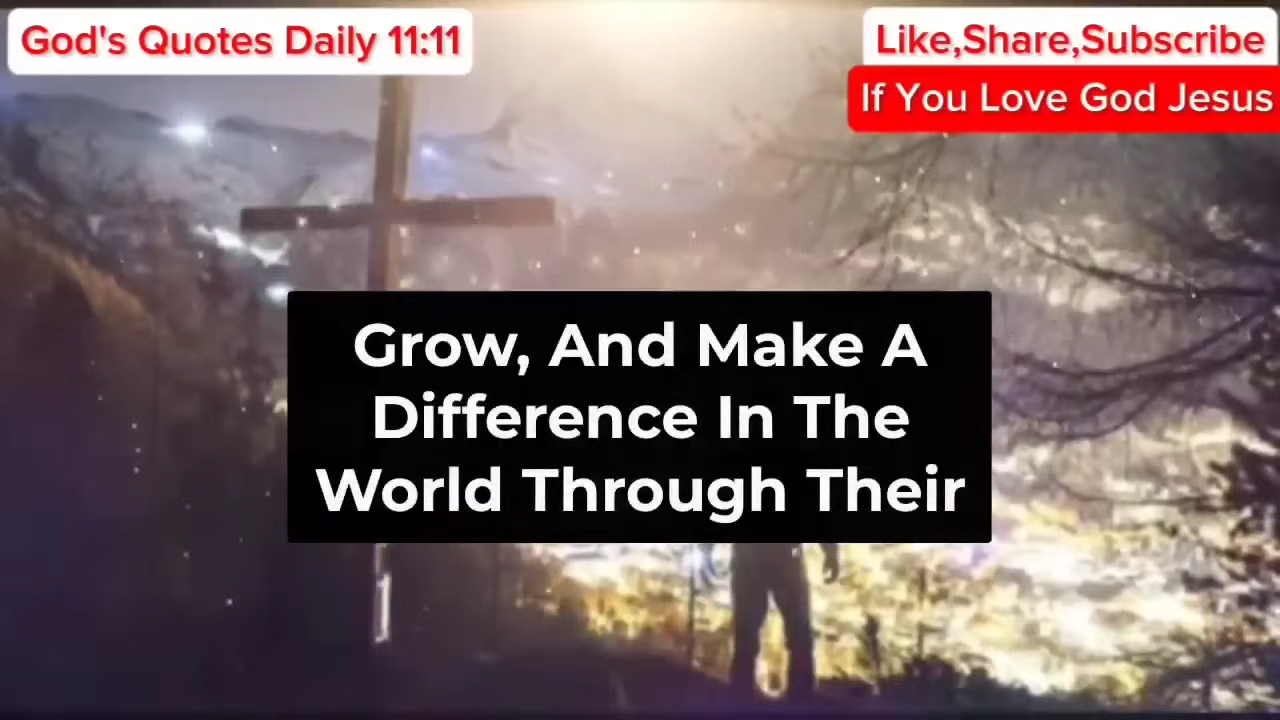 God's Quotes Daily 11:11
Like,Share,Subscribe
If You Love God Jesus
Grow, And Make A
Difference In The
World Through Their